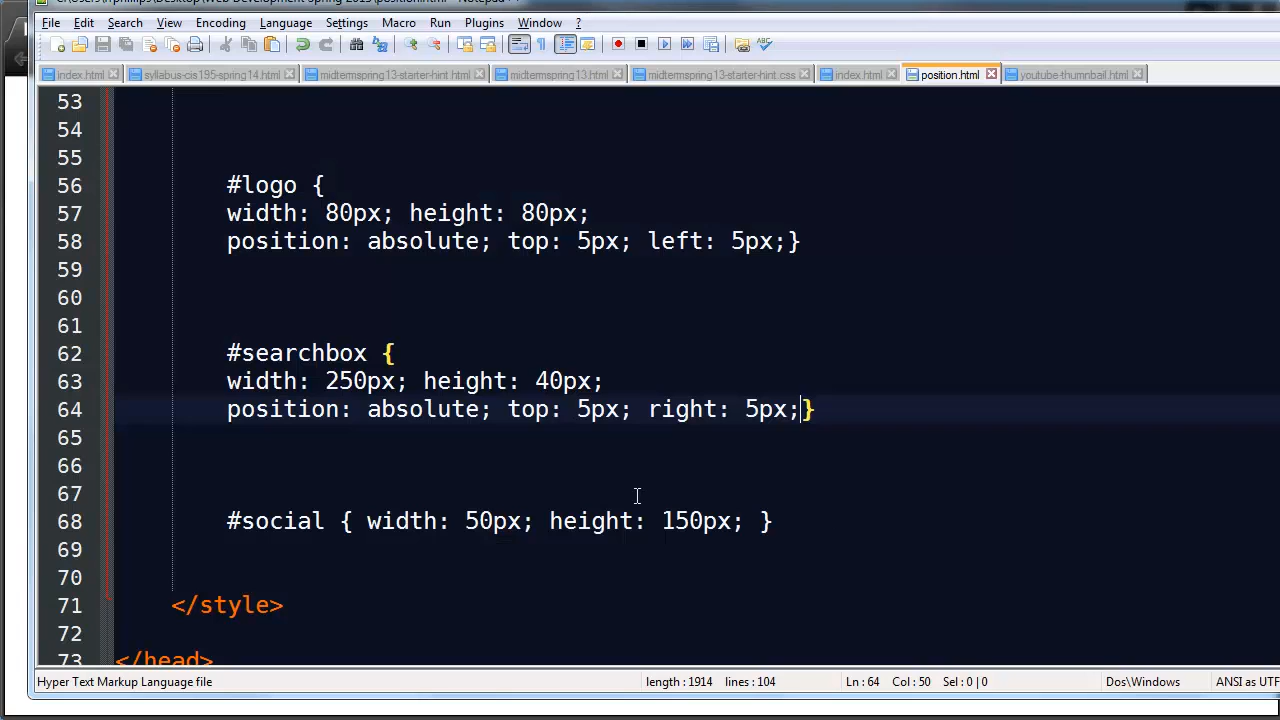 File Edit Search View Encoding Language Settings Macro Run Plugins Window ?
index.html syllabus-cis195-spring 14.html midtermspring13-starter-hint.html midtermspring13.html midtermspring13-starter-hint.css index.html position.html youtube-thumnbail.html
53
54
55
56 #logo {
57 width: 80px; height: 80px;
58 position: absolute; top: 5px; left: 5px;}
59
60
61
62 #searchbox {
63 width: 250px; height: 40px;
64 position: absolute; top: 5px; right: 5px;}
65
66
67
68 #social { width: 50px; height: 150px; }
69
70
71 </style>
72
73 </head>
Hyper Text Markup Language file length : 1914 lines : 104 Ln : 64 Col : 50 Sel : 0 | 0 Dos\Windows ANSI as UTF